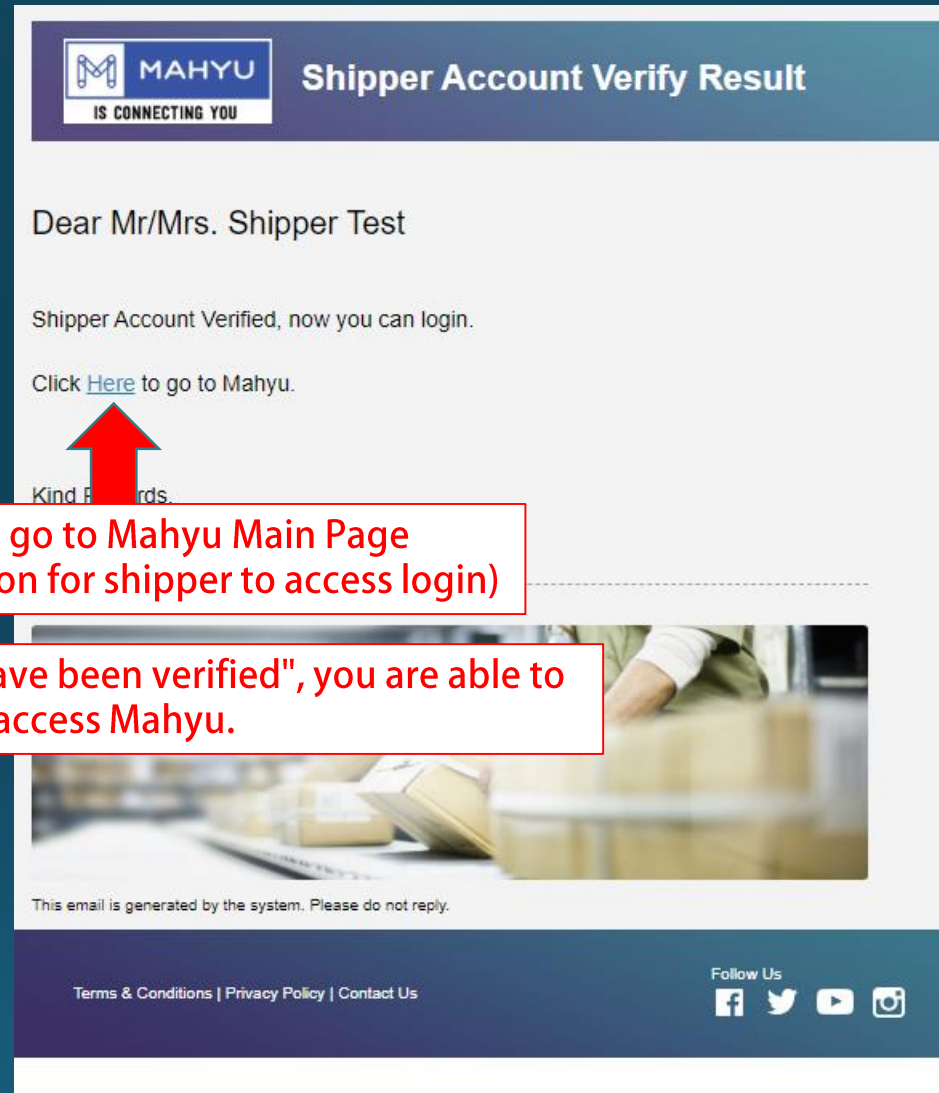 MAHYU
IS CONNECTING YOU
Shipper Account Verify Result
Dear Mr/Mrs. Shipper Test
Shipper Account Verified, now you can login.
Click Here to go to Mahyu.
Kind
go to Mahyu Main Page
for shipper to access login)
been verified", you are able to
access Mahyu.
This email is generated by the system. Please do not reply.
Terms & Conditions | Privacy Policy | Contact Us
Follow Us